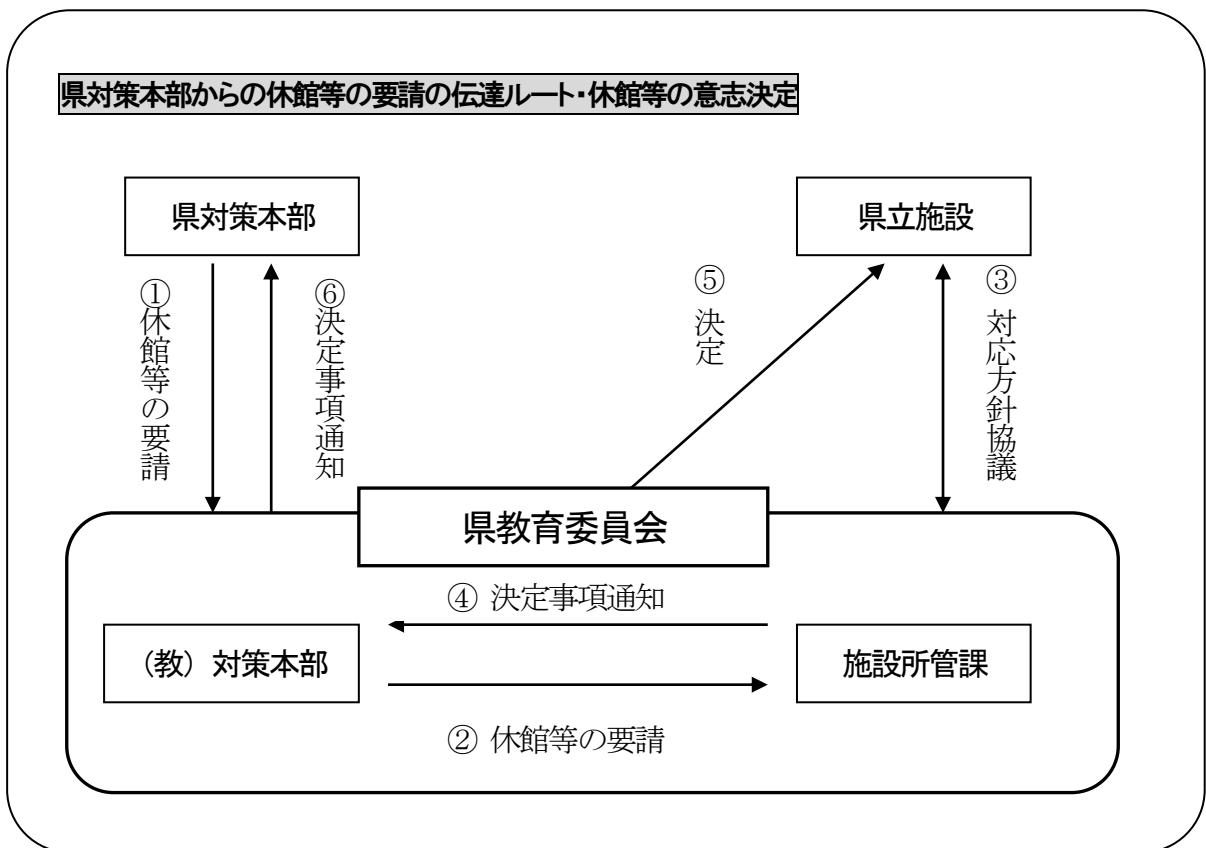 県対策本部からの休館等の要請の伝達ルート・休館等の意志決定
県対策本部
県立施設
①休館等の要請
⑥決定事項通知
⑤決定
③対応方針協議
県教育委員会
④ 決定事項通知
（教）対策本部
施設所管課
② 休館等の要請